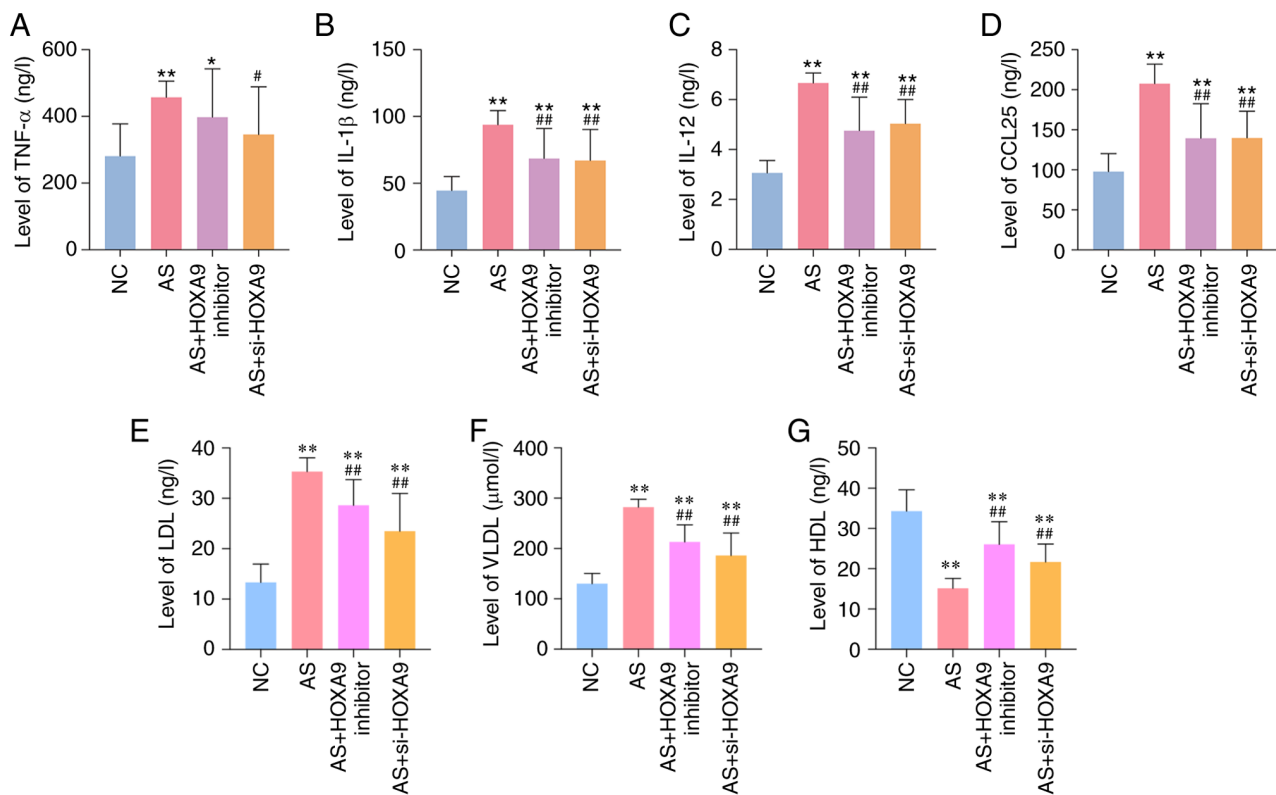 A
Level of TNF-α (ng/l)
600
400
200
0
**
*
#
NC
AS
AS+HOXA9
inhibitor
AS+si-HOXA9
B
Level of IL-1β (ng/l)
150
100
50
0
**
**
##
**
##
NC
AS
AS+HOXA9
inhibitor
AS+si-HOXA9
C
Level of IL-12 (ng/l)
8
6
4
2
0
**
**
##
**
##
NC
AS
AS+HOXA9
inhibitor
AS+si-HOXA9
D
Level of CCL25 (ng/l)
250
200
150
100
50
0
**
**
##
**
##
NC
AS
AS+HOXA9
inhibitor
AS+si-HOXA9
E
Level of LDL (ng/l)
40
30
20
10
0
**
**
##
**
##
NC
AS
AS+HOXA9
inhibitor
AS+si-HOXA9
F
Level of VLDL (μmol/l)
400
300
200
100
0
**
**
##
**
##
NC
AS
AS+HOXA9
inhibitor
AS+si-HOXA9
G
Level of HDL (ng/l)
50
40
30
20
10
0
**
**
##
**
##
NC
AS
AS+HOXA9
inhibitor
AS+si-HOXA9